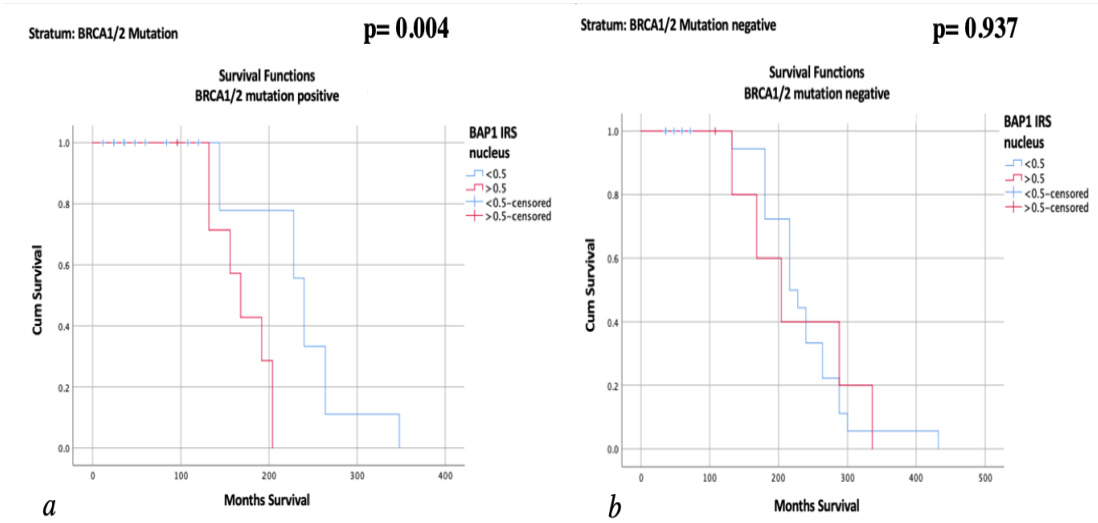 Stratum: BRCA1/2 Mutation
p= 0.004
Survival Functions
BRCA1/2 mutation positive
BAP1 IRS
nucleus
<0.5
>0.5
<0.5-censored
>0.5-censored
Cum Survival
1.0
0.8
0.6
0.4
0.2
0.0
0
100
200
300
400
Months Survival
a
Stratum: BRCA1/2 Mutation negative
p= 0.937
Survival Functions
BRCA1/2 mutation negative
BAP1 IRS
nucleus
<0.5
>0.5
<0.5-censored
>0.5-censored
Cum Survival
1.0
0.8
0.6
0.4
0.2
0.0
0
100
200
300
400
500
Months Survival
b